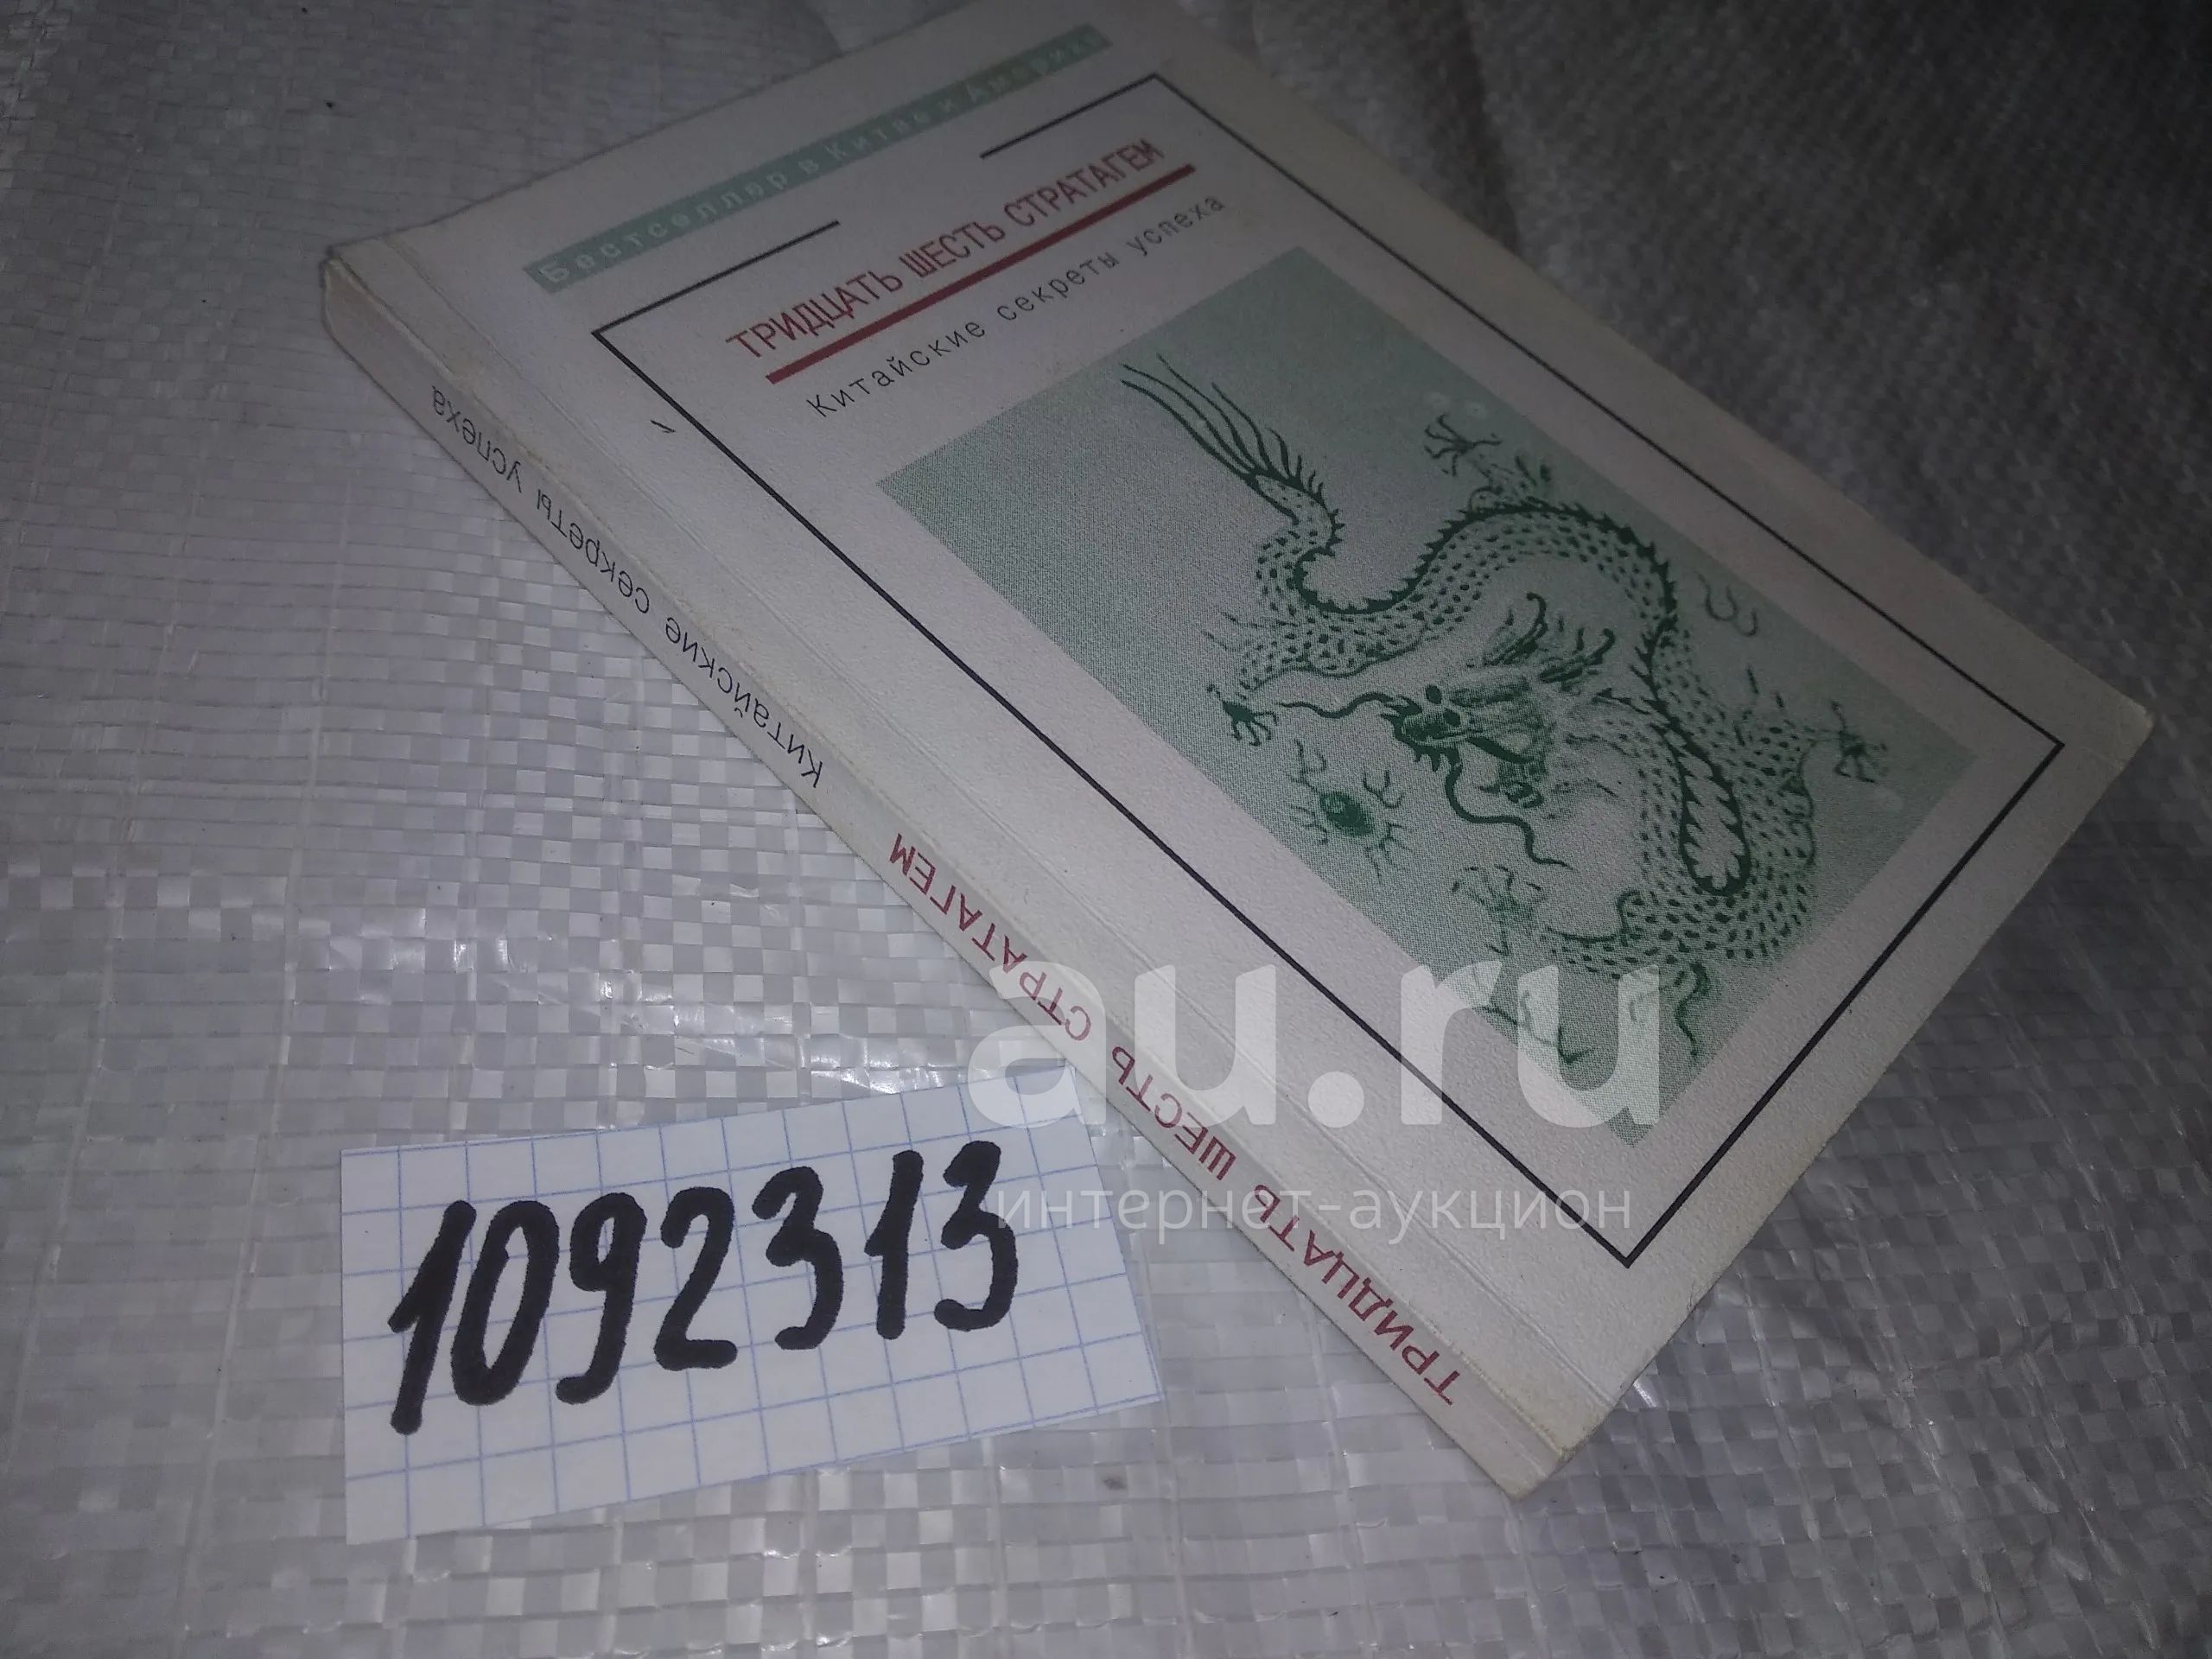 Бестселлер в Китае и Америке
ТРИДЦАТЬ ШЕСТЬ СТРАТАГЕМ
Китайские секреты успеха
ТРИДЦАТЬ ШЕСТЬ СТРАТАГЕМ Китайские секреты успеха
au.ru
интернет-аукцион
1092313